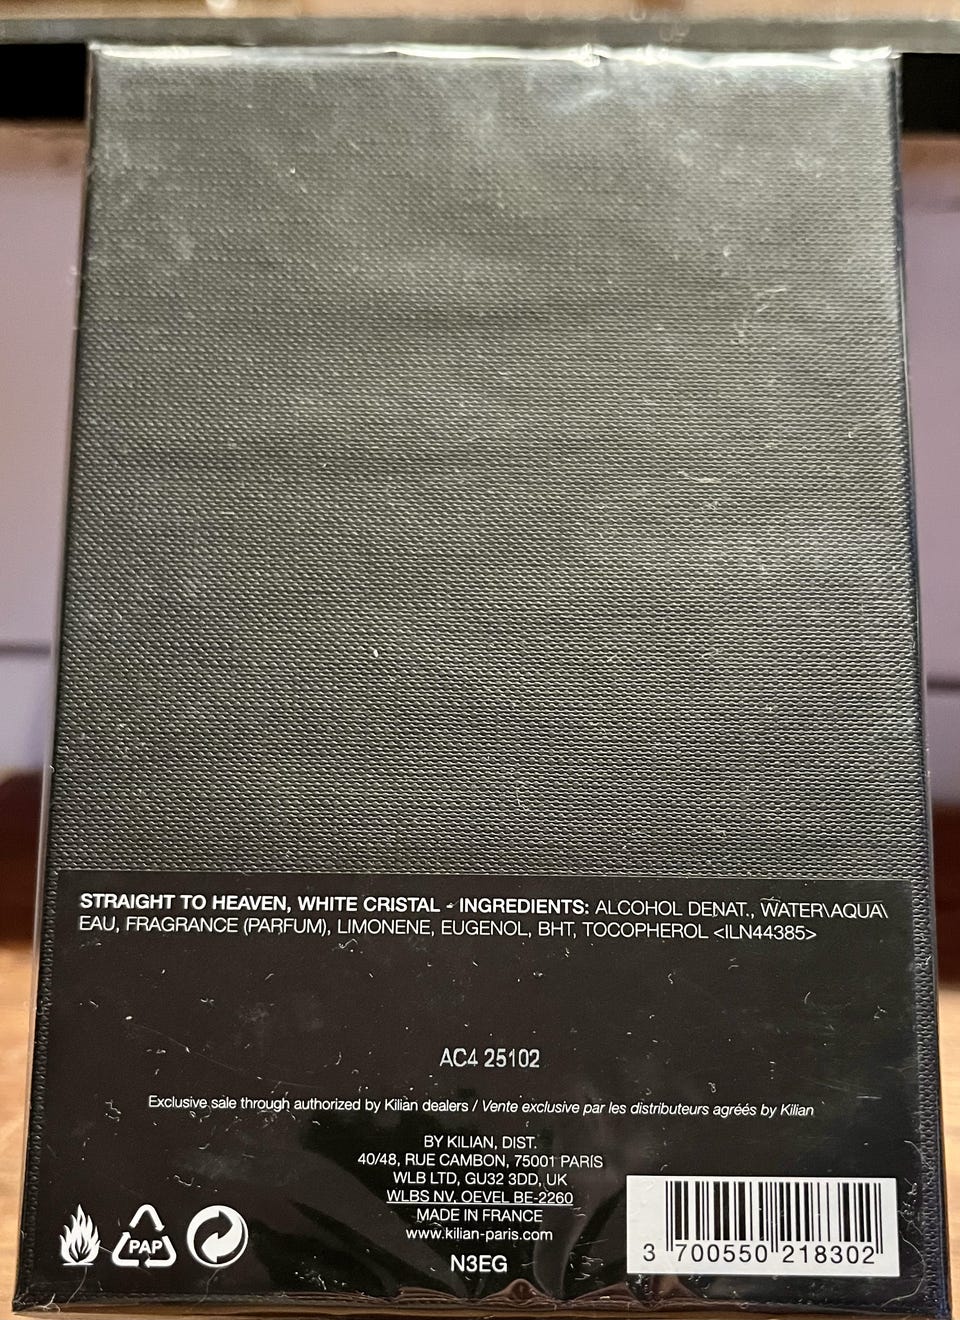 STRAIGHT TO HEAVEN, WHITE CRISTAL - INGREDIENTS: ALCOHOL DENAT., WATER\AQUA\
EAU, FRAGRANCE (PARFUM), LIMONENE, EUGENOL, BHT, TOCOPHEROL <ILN44385>
AC4 25102
Exclusive sale through authorized by Kilian dealers / Vente exclusive par les distributeurs agréés by Kilian
BY KILIAN, DIST.
40/48, RUE CAMBON, 75001 PARIS
WLB LTD, GU32 3DD, UK
WLBS NV, OEVEL BE-2260
MADE IN FRANCE
www.kilian-paris.com
N3EG
PAP
3 700550 218302